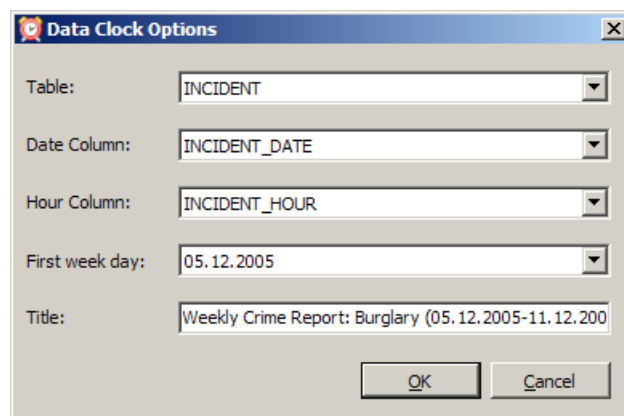 Data Clock Options
Table: INCIDENT
Date Column: INCIDENT_DATE
Hour Column: INCIDENT_HOUR
First week day: 05.12.2005
Title: Weekly Crime Report: Burglary (05.12.2005-11.12.200
OK Cancel